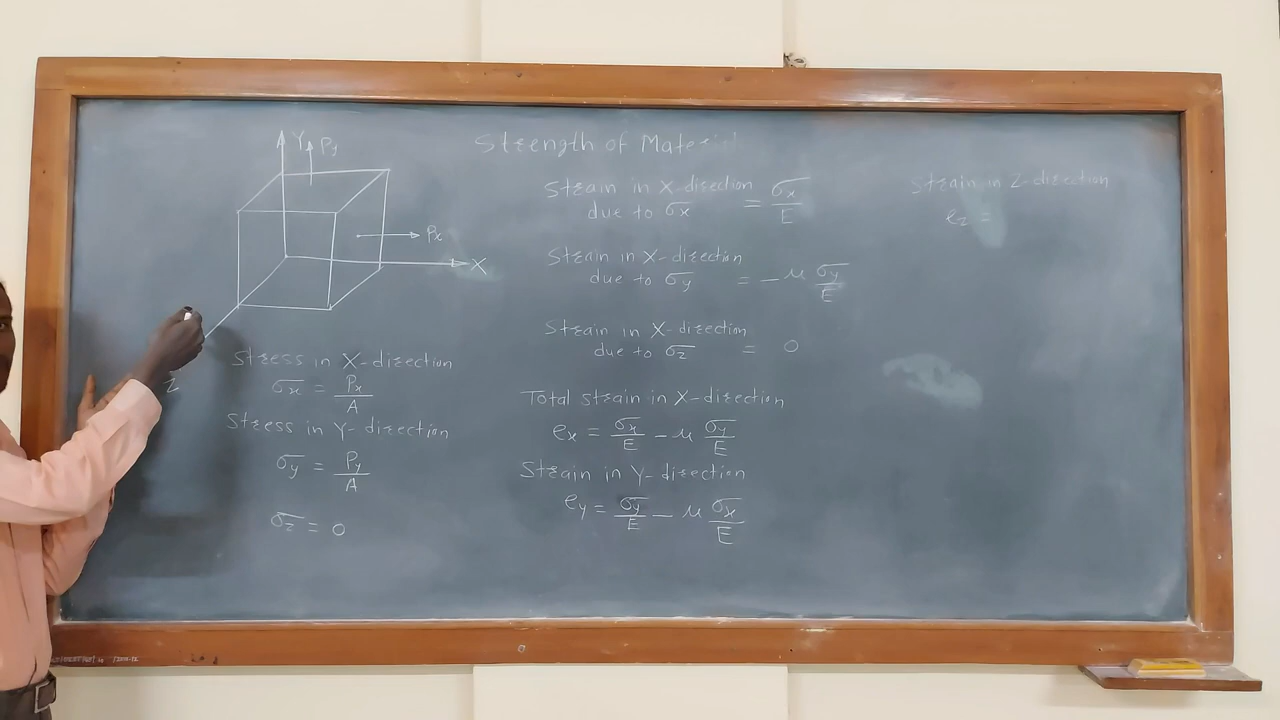 Strength of Material
Y
Py
Px
X
Z
Stress in X-direction
σx = Px/A
Stress in Y-direction
σy = Py/A
σz = 0
Strain in X-direction
due to σx = σx/E
Strain in X-direction
due to σy = - μ σy/E
Strain in X-direction
due to σz = 0
Total strain in X-direction
ex = σx/E - μ σy/E
Strain in Y-direction
ey = σy/E - μ σx/E
Strain in Z-direction
ez =